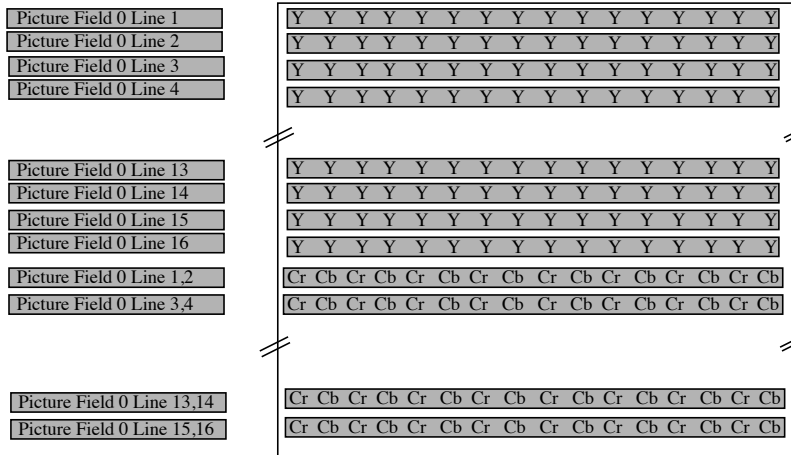 Picture Field 0 Line 1 Y Y Y Y Y Y Y Y Y Y Y Y Y Y Y Y
Picture Field 0 Line 2 Y Y Y Y Y Y Y Y Y Y Y Y Y Y Y Y
Picture Field 0 Line 3 Y Y Y Y Y Y Y Y Y Y Y Y Y Y Y Y
Picture Field 0 Line 4 Y Y Y Y Y Y Y Y Y Y Y Y Y Y Y Y
Picture Field 0 Line 13 Y Y Y Y Y Y Y Y Y Y Y Y Y Y Y Y
Picture Field 0 Line 14 Y Y Y Y Y Y Y Y Y Y Y Y Y Y Y Y
Picture Field 0 Line 15 Y Y Y Y Y Y Y Y Y Y Y Y Y Y Y Y
Picture Field 0 Line 16 Y Y Y Y Y Y Y Y Y Y Y Y Y Y Y Y
Picture Field 0 Line 1,2 Cr Cb Cr Cb Cr Cb Cr Cb Cr Cb Cr Cb Cr Cb Cr Cb
Picture Field 0 Line 3,4 Cr Cb Cr Cb Cr Cb Cr Cb Cr Cb Cr Cb Cr Cb Cr Cb
Picture Field 0 Line 13,14 Cr Cb Cr Cb Cr Cb Cr Cb Cr Cb Cr Cb Cr Cb Cr Cb
Picture Field 0 Line 15,16 Cr Cb Cr Cb Cr Cb Cr Cb Cr Cb Cr Cb Cr Cb Cr Cb